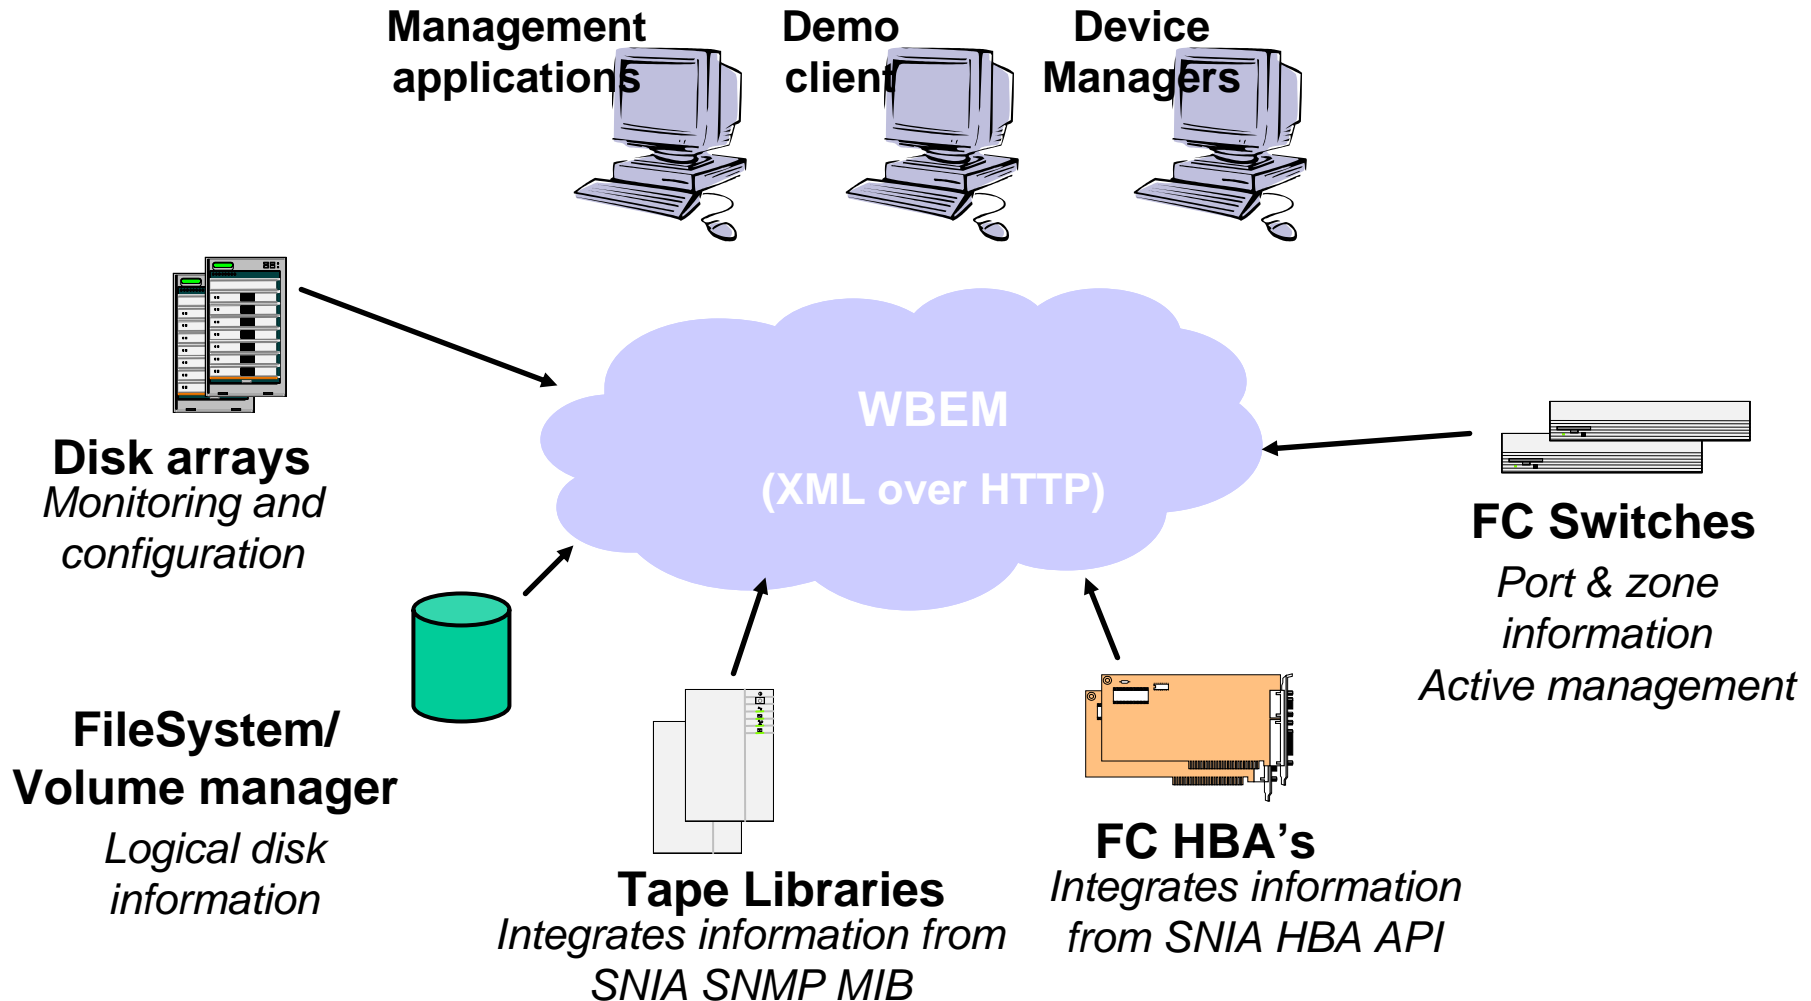 Management
applications
Demo
client
Device
Managers
WBEM
(XML over HTTP)
Disk arrays
Monitoring and
configuration
FC Switches
Port & zone
information
Active management
FileSystem/
Volume manager
Logical disk
information
Tape Libraries
Integrates information from
SNIA SNMP MIB
FC HBA’s
Integrates information
from SNIA HBA API